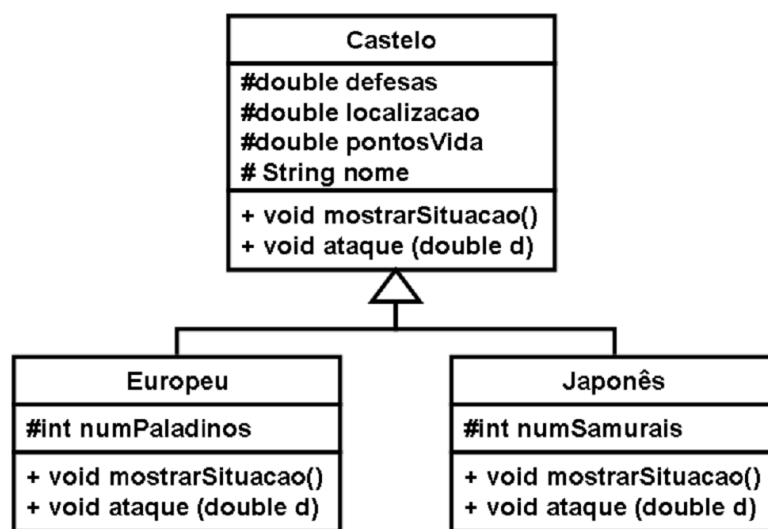 Castelo
#double defesas
#double localizacao
#double pontosVida
# String nome
+ void mostrarSituacao()
+ void ataque (double d)
Europeu
#int numPaladinos
+ void mostrarSituacao()
+ void ataque (double d)
Japonês
#int numSamurais
+ void mostrarSituacao()
+ void ataque (double d)